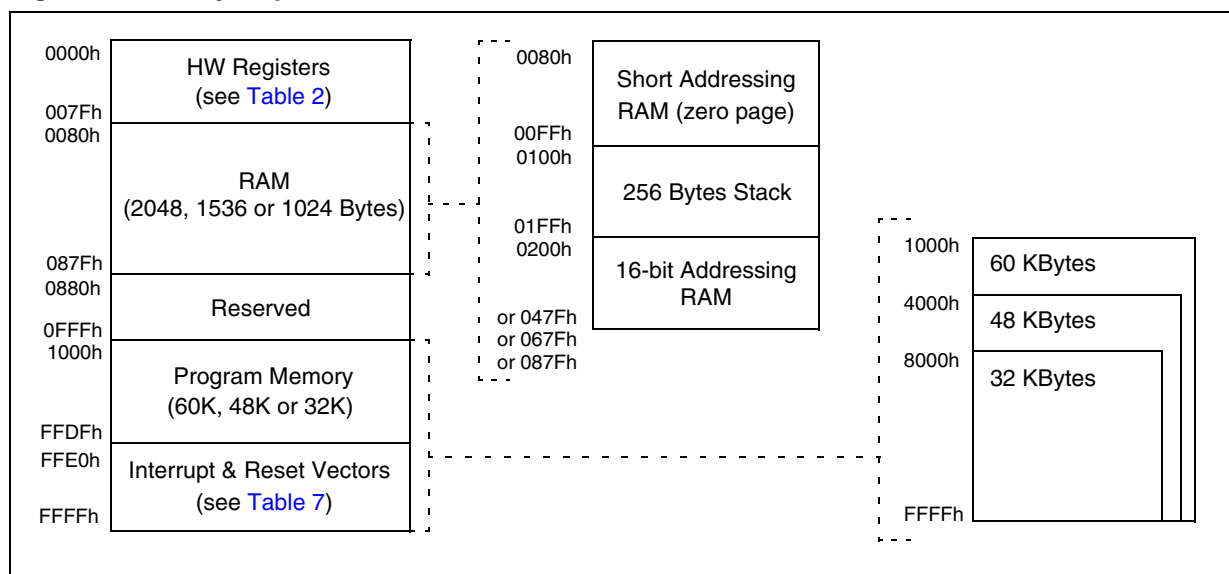 0000h
HW Registers
(see Table 2)
007Fh
0080h
RAM
(2048, 1536 or 1024 Bytes)
087Fh
0880h
Reserved
0FFFh
1000h
Program Memory
(60K, 48K or 32K)
FFDFh
FFE0h
Interrupt & Reset Vectors
(see Table 7)
FFFFh
0080h
Short Addressing
RAM (zero page)
00FFh
0100h
256 Bytes Stack
01FFh
0200h
16-bit Addressing
RAM
or 047Fh
or 067Fh
or 087Fh
1000h
60 KBytes
4000h
48 KBytes
8000h
32 KBytes
FFFFh